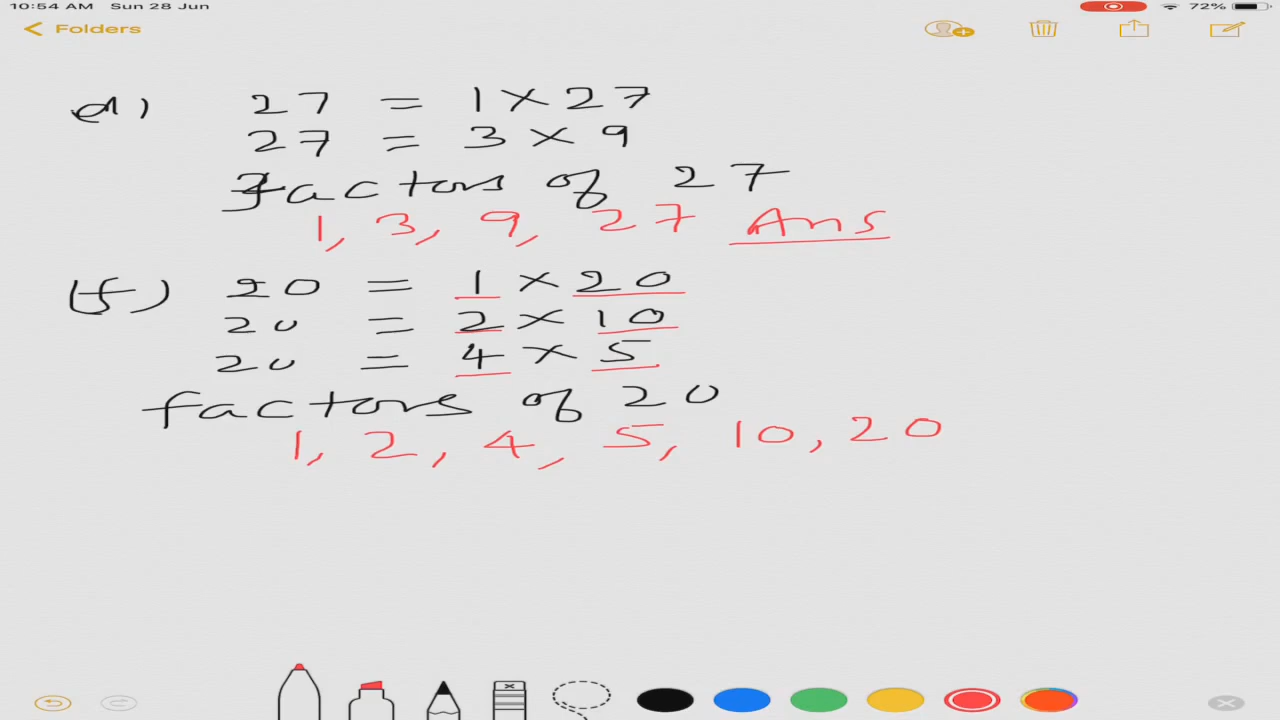 10:54 AM Sun 28 Jun 72%
Folders
27 = 1 × 27
27 = 3 × 9
factors of 27
1, 3, 9, 27 Ans
(f) 20 = 1 × 20
20 = 2 × 10
20 = 4 × 5
factors of 20
1, 2, 4, 5, 10, 20